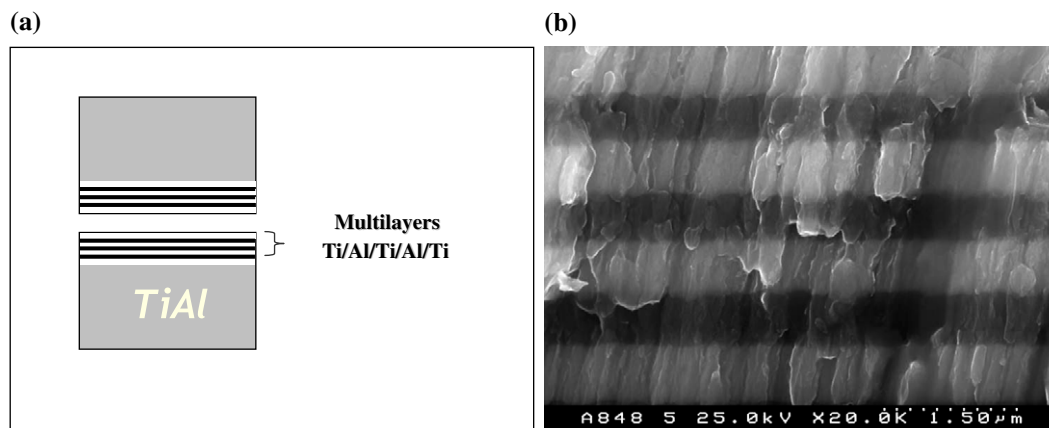 (a)
(b)
Multilayers
Ti/Al/Ti/Al/Ti
TiAl
A848 5 25.0kV X20.0K 1.50µm